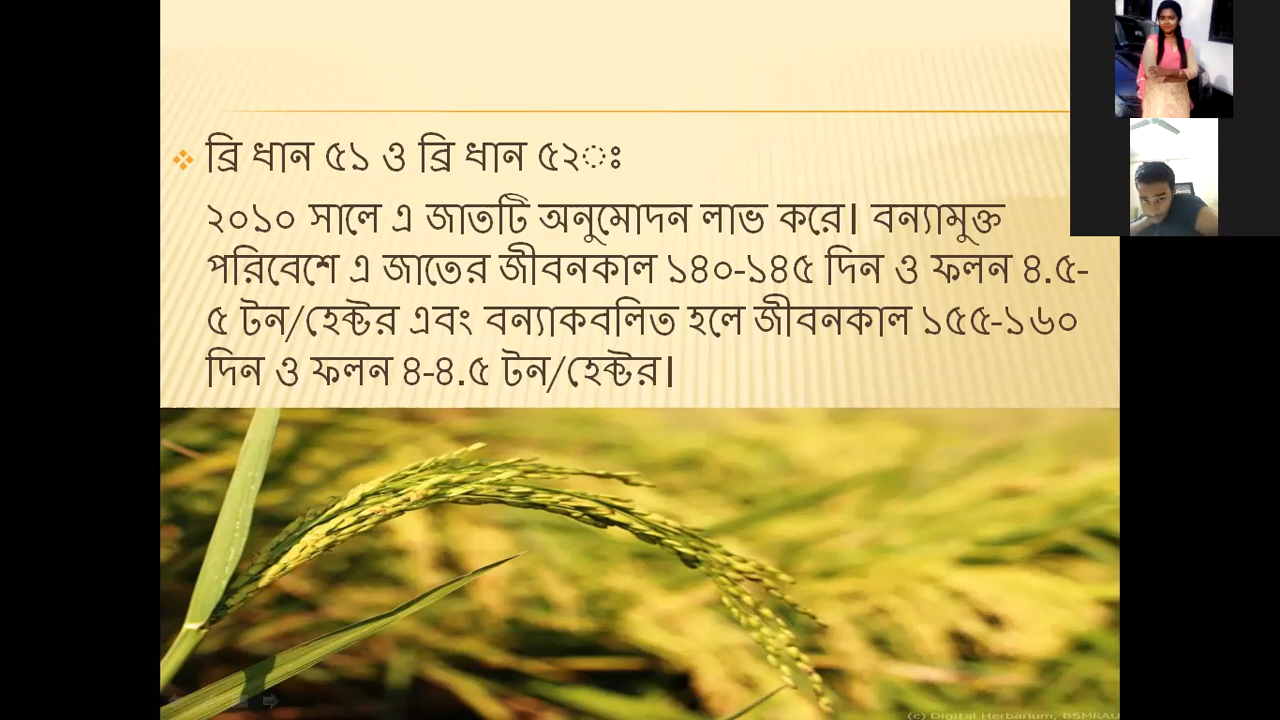 ব্রি ধান ৫১ ও ব্রি ধান ৫২ঃ
২০১০ সালে এ জাতটি অনুমোদন লাভ করে। বন্যামুক্ত
পরিবেশে এ জাতের জীবনকাল ১৪০-১৪৫ দিন ও ফলন ৪.৫-
৫ টন/হেক্টর এবং বন্যাকবলিত হলে জীবনকাল ১৫৫-১৬০
দিন ও ফলন ৪-৪.৫ টন/হেক্টর।
(c) Digital Herbarium, BSMRAU